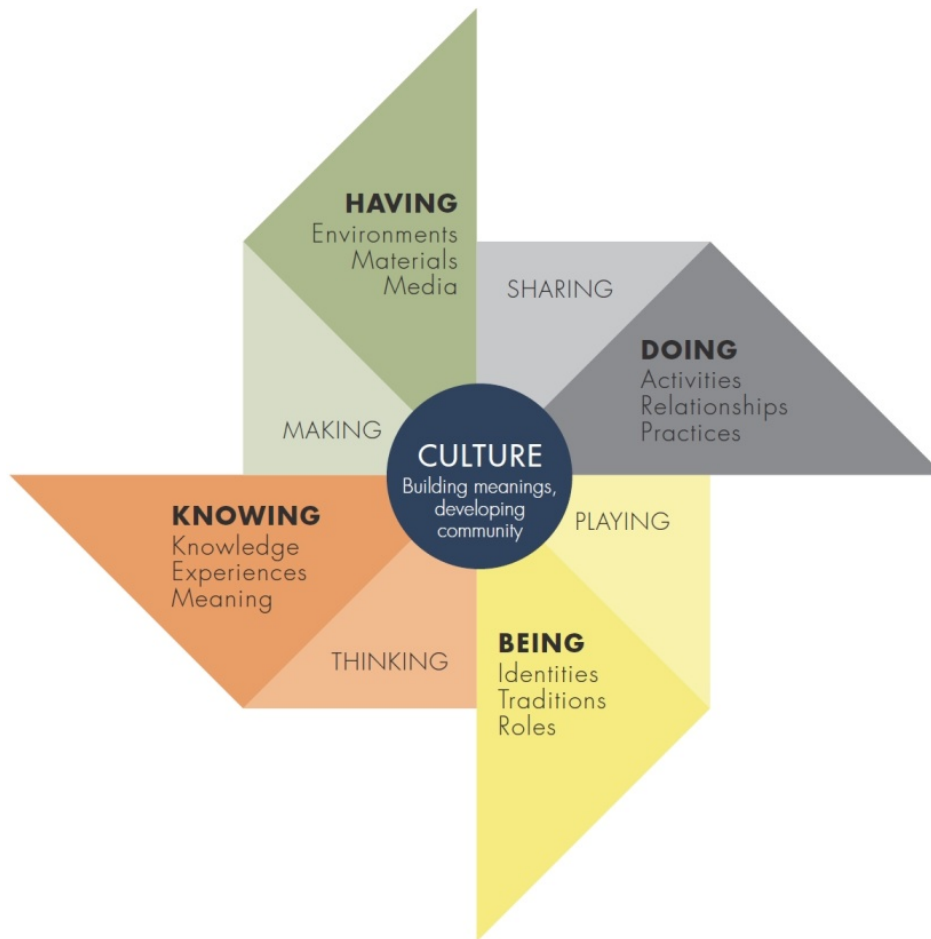 HAVING
Environments
Materials
Media
SHARING
DOING
Activities
Relationships
Practices
MAKING
CULTURE
Building meanings,
developing
community
PLAYING
KNOWING
Knowledge
Experiences
Meaning
THINKING
BEING
Identities
Traditions
Roles